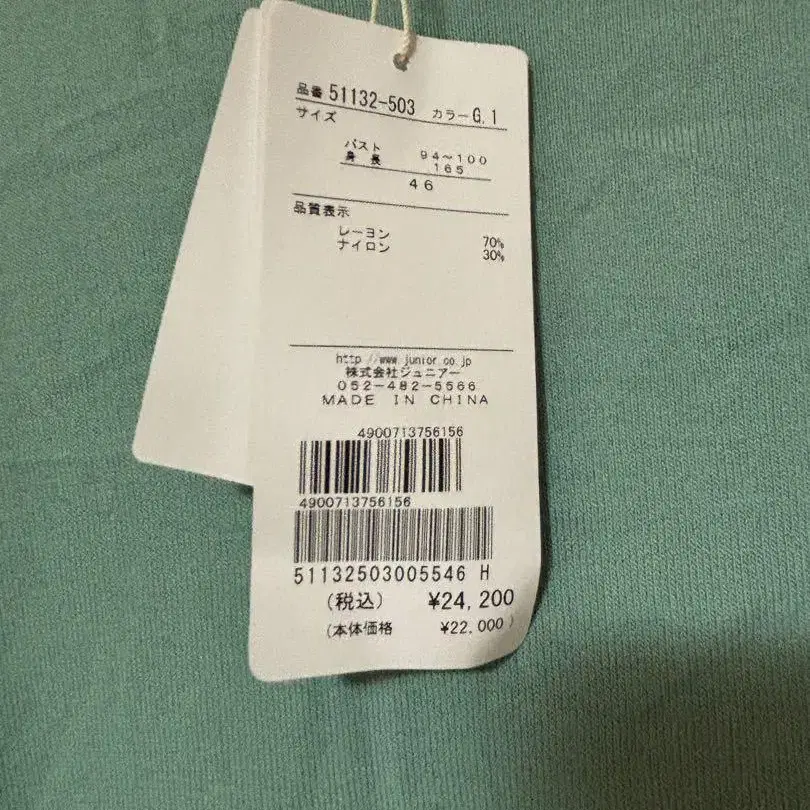 品番 51132-503 カラー G.1
サイズ
バスト 94~100
身長 165
46
品質表示
レーヨン 70%
ナイロン 30%
http://www.junior.co.jp
株式会社ジュニアー
052-482-5566
MADE IN CHINA
4900713756156
4900713756156
51132503005546 H
(税込) ¥24,200
(本体価格 ¥22,000)